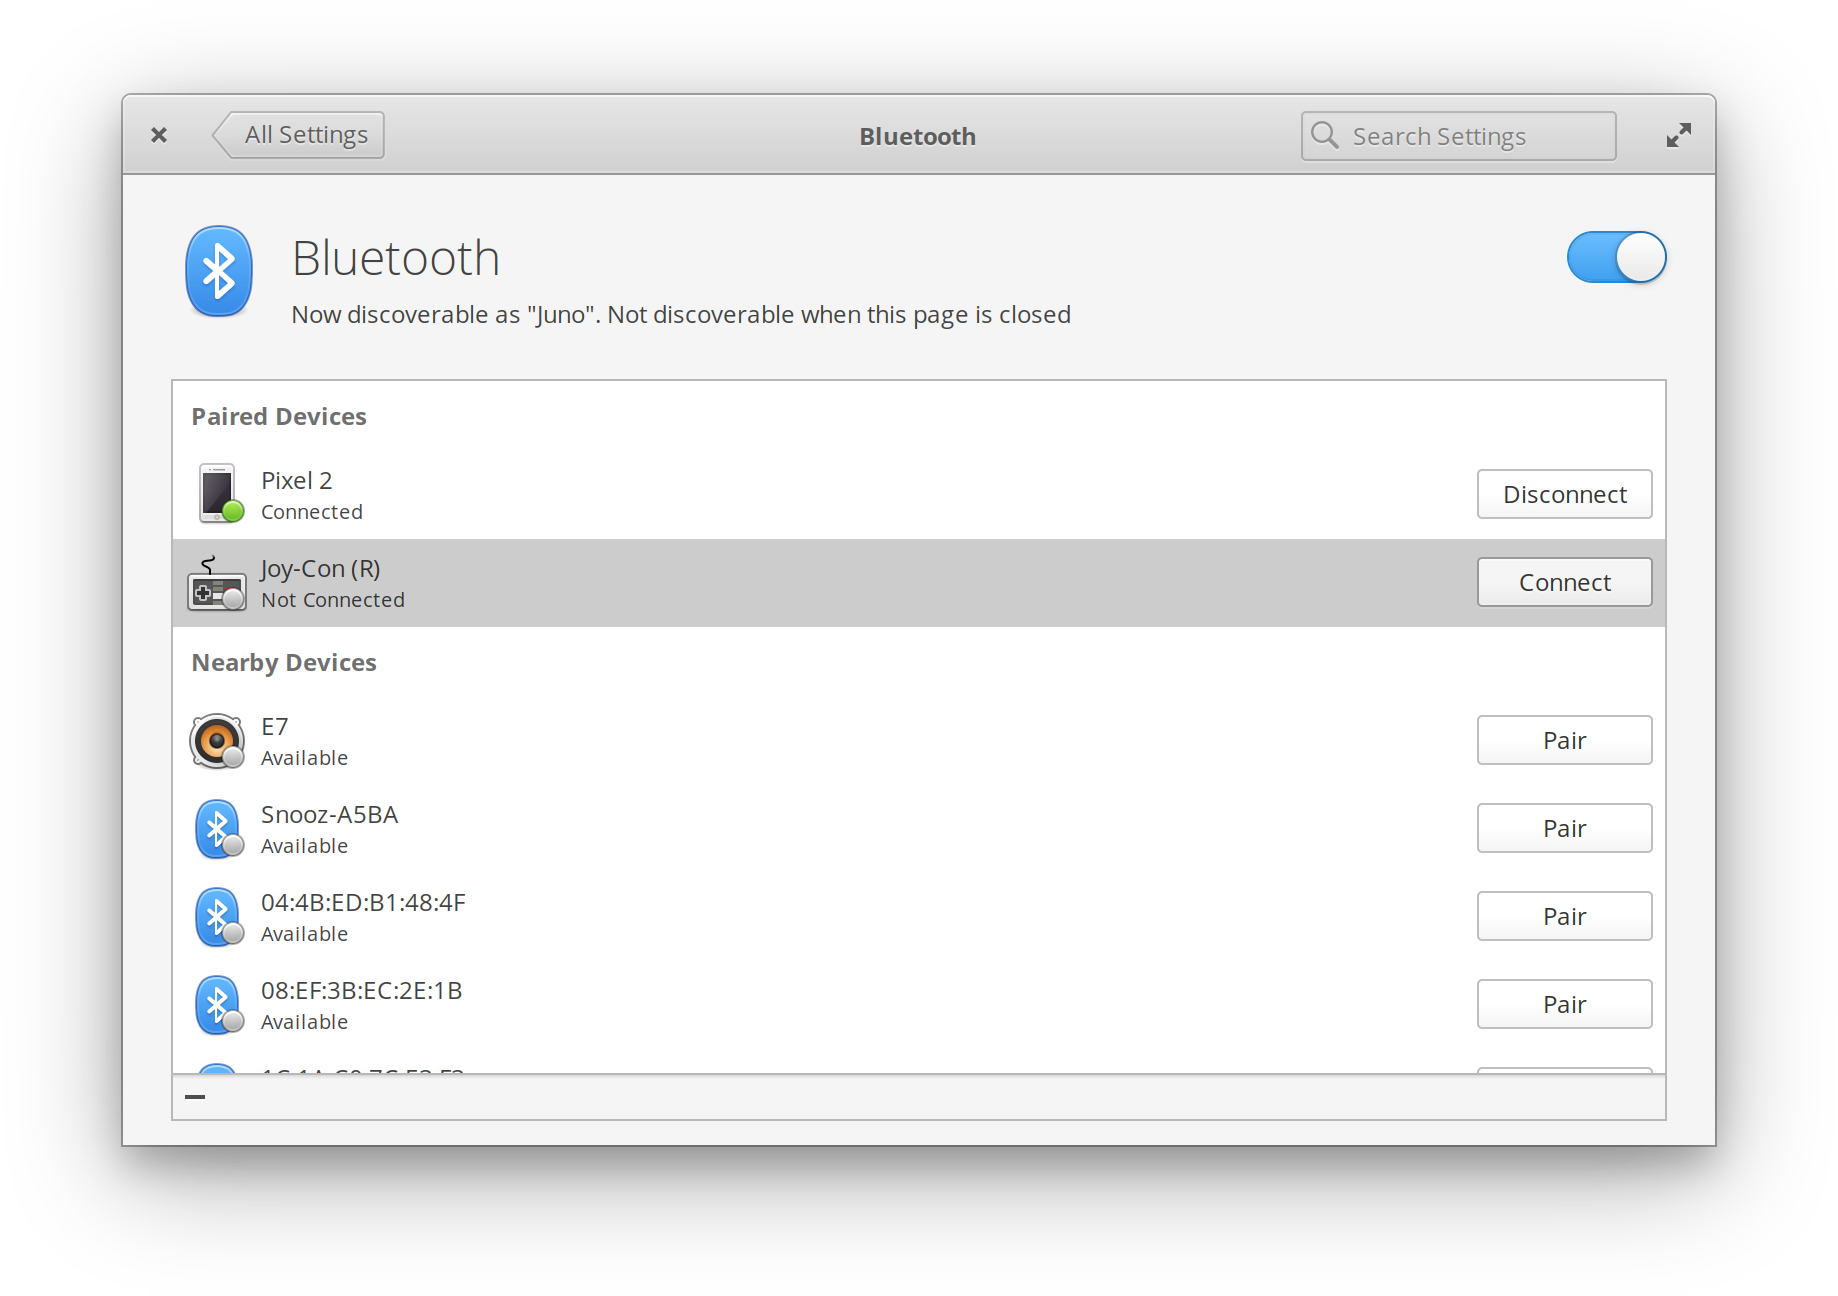 All Settings
Bluetooth
Search Settings
Bluetooth
Now discoverable as "Juno". Not discoverable when this page is closed
Paired Devices
Pixel 2
Connected
Disconnect
Joy-Con (R)
Not Connected
Connect
Nearby Devices
E7
Available
Pair
Snooz-A5BA
Available
Pair
04:4B:ED:B1:48:4F
Available
Pair
08:EF:3B:EC:2E:1B
Available
Pair